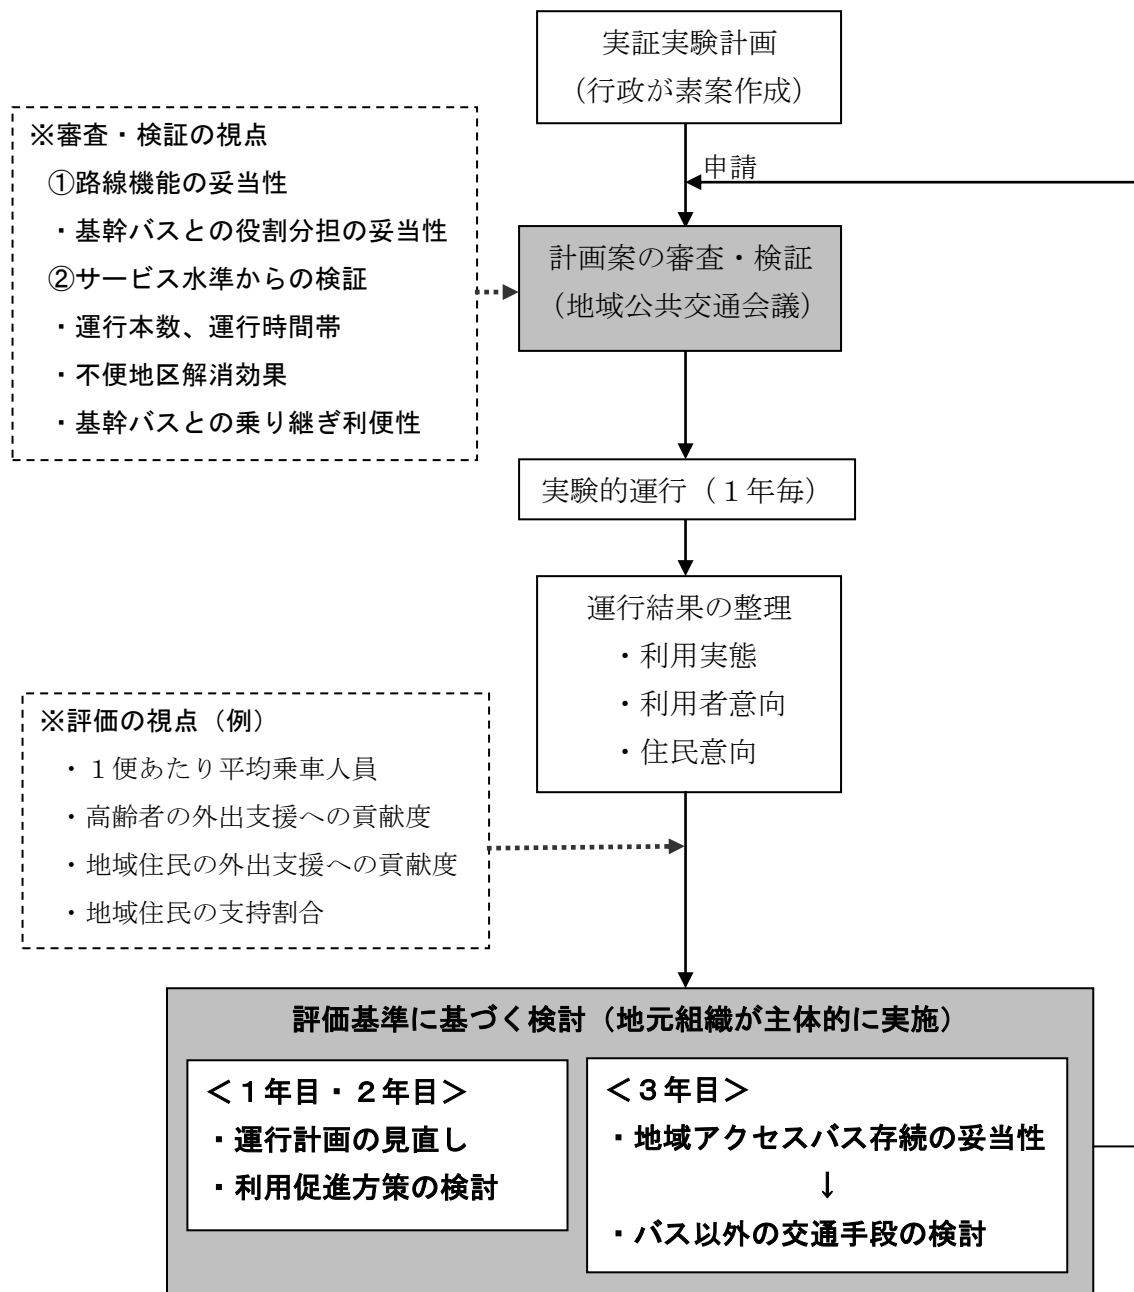 実証実験計画
（行政が素案作成）
申請
※審査・検証の視点
①路線機能の妥当性
・基幹バスとの役割分担の妥当性
②サービス水準からの検証
・運行本数、運行時間帯
・不便地区解消効果
・基幹バスとの乗り継ぎ利便性
計画案の審査・検証
（地域公共交通会議）
実験的運行（１年毎）
運行結果の整理
・利用実態
・利用者意向
・住民意向
※評価の視点（例）
・１便あたり平均乗車人員
・高齢者の外出支援への貢献度
・地域住民の外出支援への貢献度
・地域住民の支持割合
評価基準に基づく検討（地元組織が主体的に実施）
＜１年目・２年目＞
・運行計画の見直し
・利用促進方策の検討
＜３年目＞
・地域アクセスバス存続の妥当性
↓
・バス以外の交通手段の検討